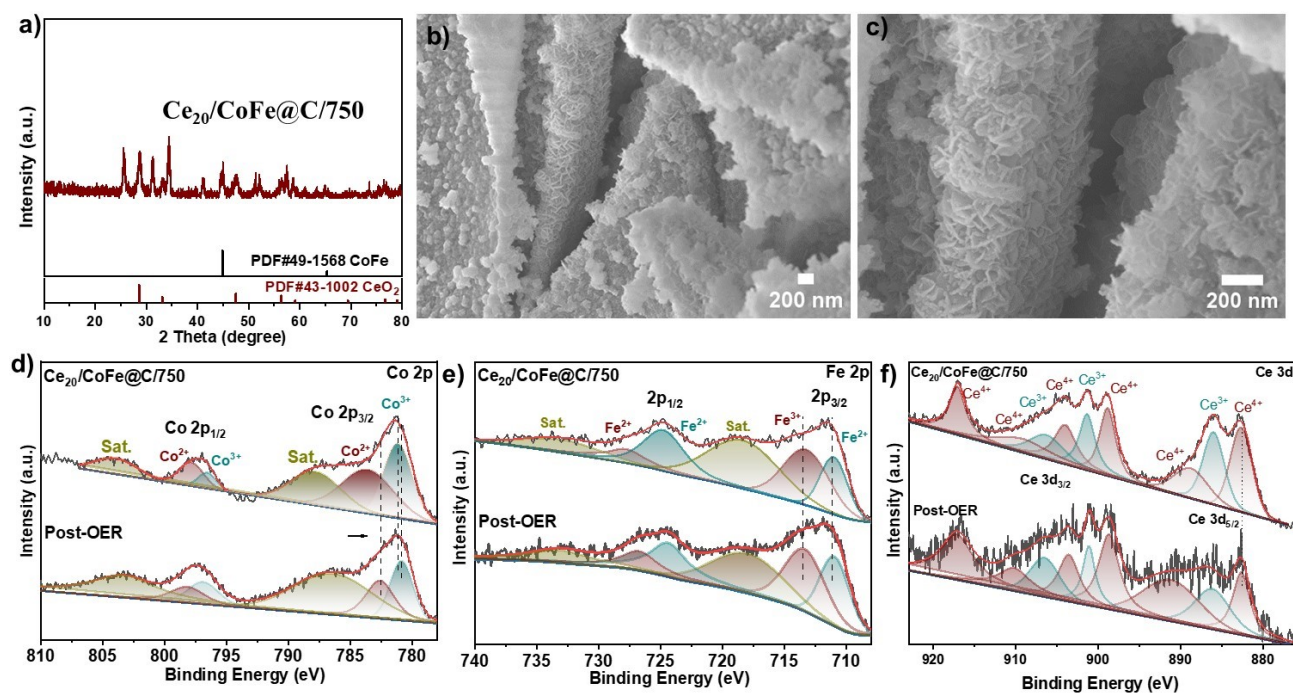 a)
Ce₂₀/CoFe@C/750
Intensity (a.u.)
PDF#49-1568 CoFe
PDF#43-1002 CeO₂
10 20 30 40 50 60 70 80
2 Theta (degree)
b)
200 nm
c)
200 nm
d)
Ce₂₀/CoFe@C/750
Co 2p
Co 2p₃/₂
Co³⁺
Co 2p₁/₂
Sat.
Co²⁺
Co³⁺
Sat.
Co²⁺
Post-OER
Intensity (a.u.)
810 805 800 795 790 785 780
Binding Energy (eV)
e)
Ce₂₀/CoFe@C/750
Fe 2p
2p₁/₂
2p₃/₂
Sat.
Fe²⁺
Fe²⁺
Sat.
Fe³⁺
Fe²⁺
Post-OER
Intensity (a.u.)
740 735 730 725 720 715 710
Binding Energy (eV)
f)
Ce₂₀/CoFe@C/750
Ce 3d
Ce⁴⁺
Ce⁴⁺
Ce³⁺
Ce⁴⁺
Ce³⁺
Ce⁴⁺
Ce⁴⁺
Ce³⁺
Ce⁴⁺
Ce 3d₃/₂
Post-OER
Ce 3d₅/₂
Intensity (a.u.)
920 910 900 890 880
Binding Energy (eV)